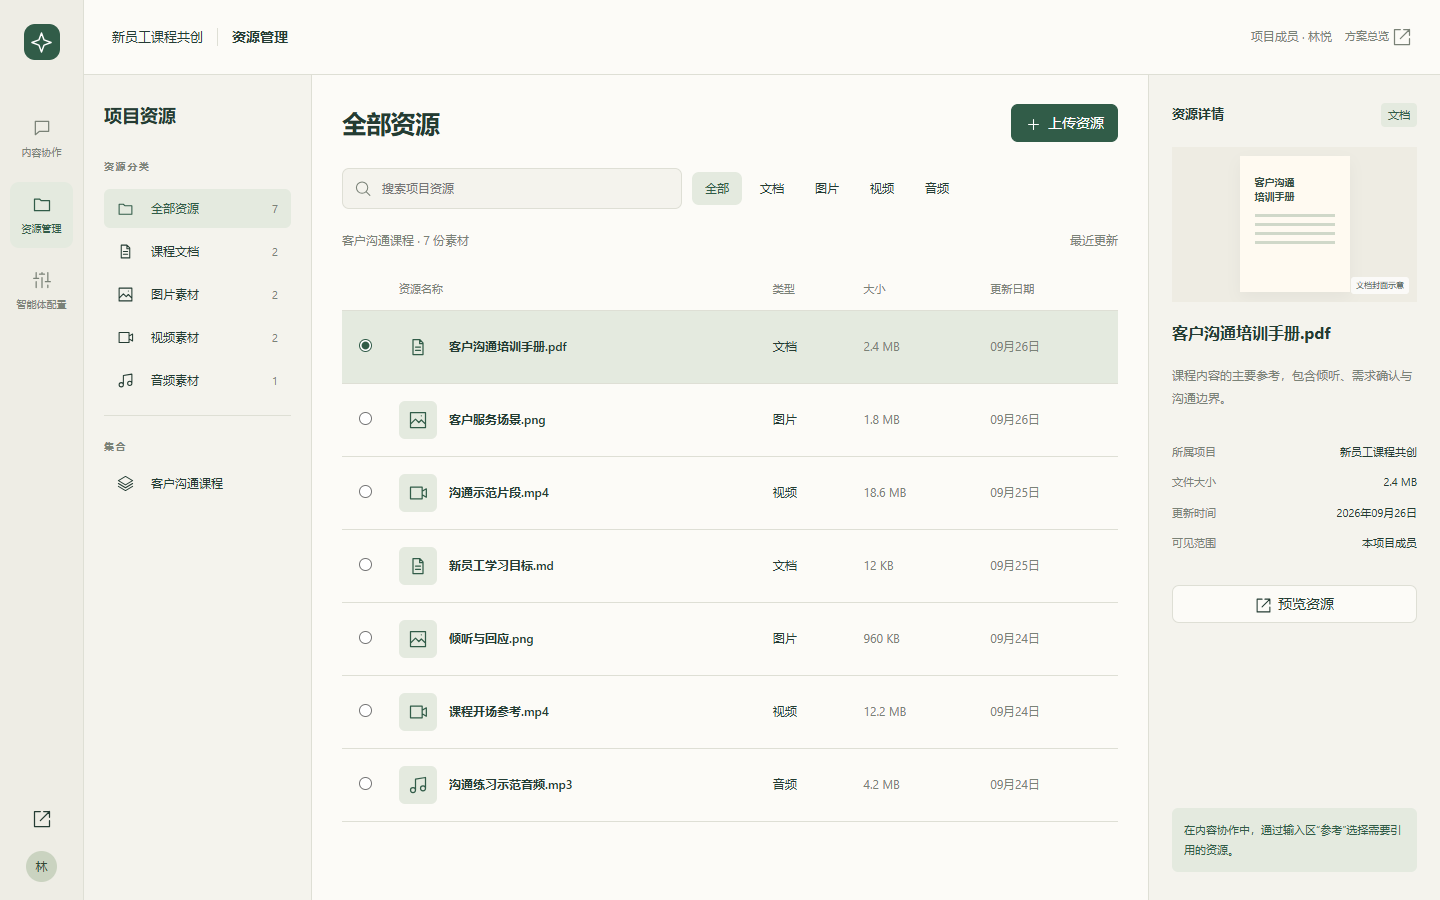 新员工课程共创
资源管理
项目成员 · 林悦
方案总览
内容协作
资源管理
智能体配置
林
项目资源
资源分类
全部资源 7
课程文档 2
图片素材 2
视频素材 2
音频素材 1
集合
客户沟通课程
全部资源
上传资源
搜索项目资源
全部 文档 图片 视频 音频
客户沟通课程 · 7 份素材
最近更新
资源名称 类型 大小 更新日期
客户沟通培训手册.pdf 文档 2.4 MB 09月26日
客户服务场景.png 图片 1.8 MB 09月26日
沟通示范片段.mp4 视频 18.6 MB 09月25日
新员工学习目标.md 文档 12 KB 09月25日
倾听与回应.png 图片 960 KB 09月24日
课程开场参考.mp4 视频 12.2 MB 09月24日
沟通练习示范音频.mp3 音频 4.2 MB 09月24日
资源详情
文档
客户沟通
培训手册
文档封面示意
客户沟通培训手册.pdf
课程内容的主要参考，包含倾听、需求确认与
沟通边界。
所属项目 新员工课程共创
文件大小 2.4 MB
更新时间 2026年09月26日
可见范围 本项目成员
预览资源
在内容协作中，通过输入区“参考”选择需要引
用的资源。